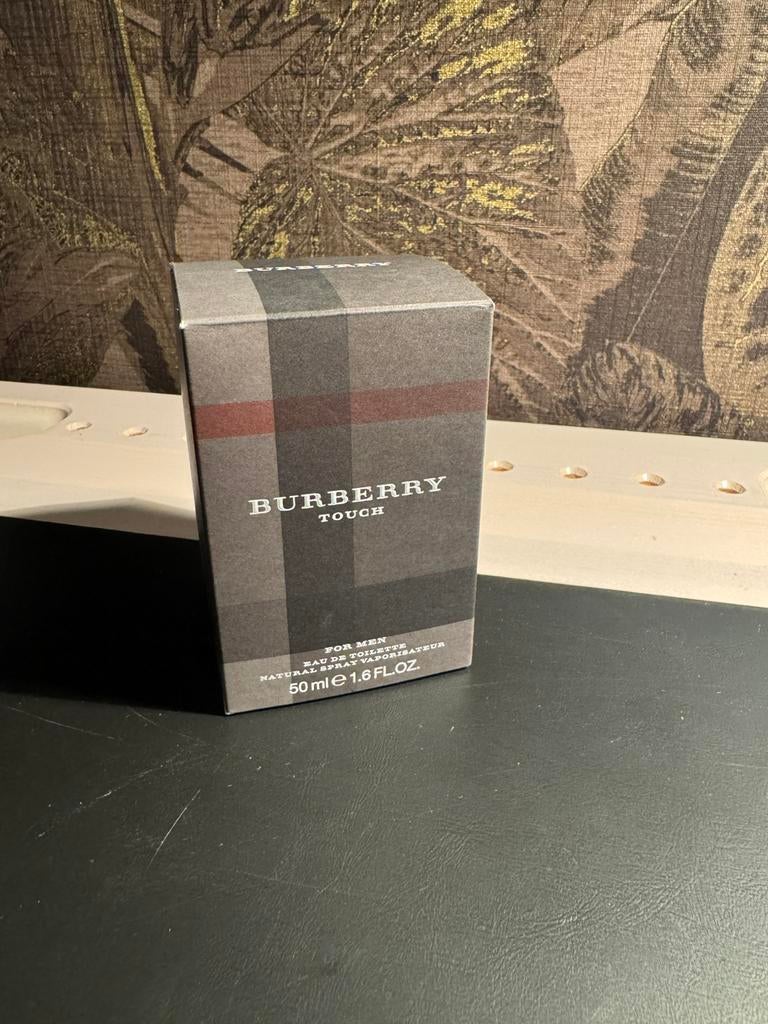 BURBERRY
BURBERRY
TOUCH
FOR MEN
EAU DE TOILETTE
NATURAL SPRAY VAPORISATEUR
50 ml ℮ 1.6 FL.OZ.